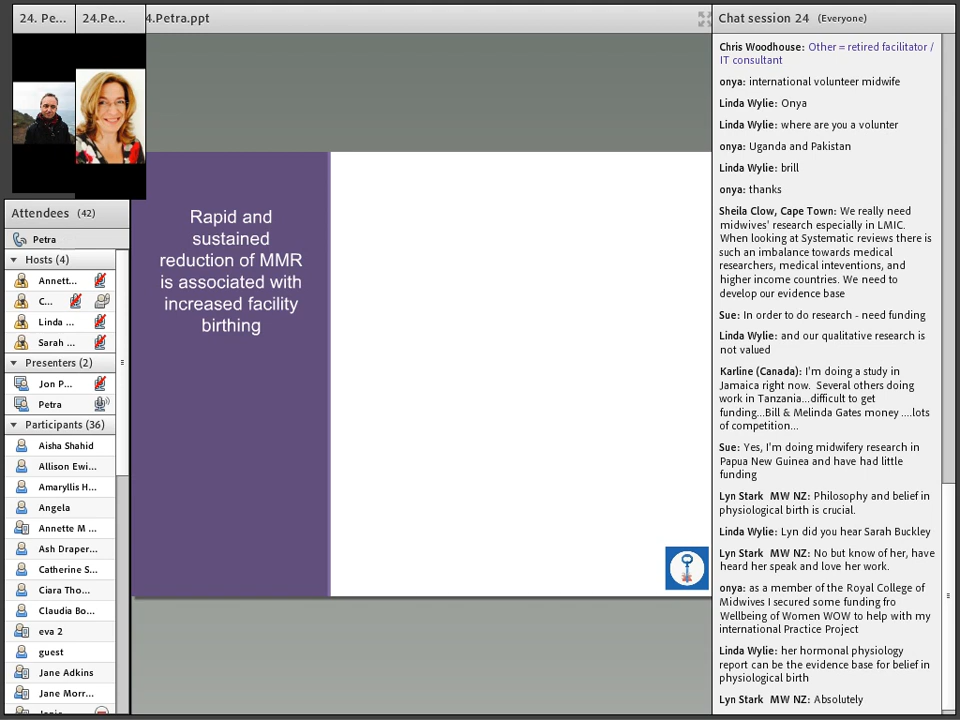 24. Pe...
24.Pe...
4.Petra.ppt
Attendees (42)
Petra
Hosts (4)
Annett...
C...
Linda ...
Sarah ...
Presenters (2)
Jon P...
Petra
Participants (36)
Aisha Shahid
Allison Ewi...
Amaryllis H...
Angela
Annette M ...
Ash Draper...
Catherine S...
Ciara Tho...
Claudia Bo...
eva 2
guest
Jane Adkins
Jane Morr...
Rapid and
sustained
reduction of MMR
is associated with
increased facility
birthing
Chat session 24 (Everyone)
Chris Woodhouse: Other = retired facilitator /
IT consultant
onya: international volunteer midwife
Linda Wylie: Onya
Linda Wylie: where are you a volunter
onya: Uganda and Pakistan
Linda Wylie: brill
onya: thanks
Sheila Clow, Cape Town: We really need
midwives' research especially in LMIC.
When looking at Systematic reviews there is
such an imbalance towards medical
researchers, medical inteventions, and
higher income countries. We need to
develop our evidence base
Sue: In order to do research - need funding
Linda Wylie: and our qualitative research is
not valued
Karline (Canada): I'm doing a study in
Jamaica right now. Several others doing
work in Tanzania...difficult to get
funding...Bill & Melinda Gates money ....lots
of competition...
Sue: Yes, I'm doing midwifery research in
Papua New Guinea and have had little
funding
Lyn Stark MW NZ: Philosophy and belief in
physiological birth is crucial.
Linda Wylie: Lyn did you hear Sarah Buckley
Lyn Stark MW NZ: No but know of her, have
heard her speak and love her work.
onya: as a member of the Royal College of
Midwives I secured some funding fro
Wellbeing of Women WOW to help with my
international Practice Project
Linda Wylie: her hormonal physiology
report can be the evidence base for belief in
physiological birth
Lyn Stark MW NZ: Absolutely